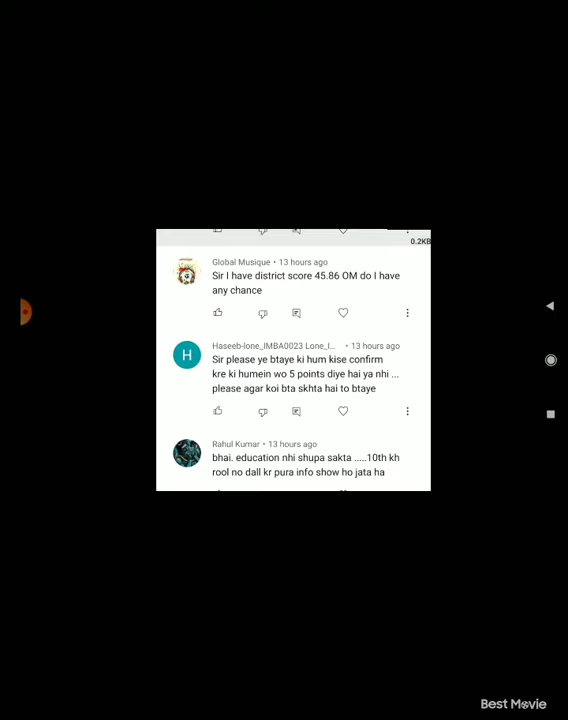 0.2KB
Global Musique • 13 hours ago
Sir I have district score 45.86 OM do I have
any chance
H
Haseeb-lone_IMBA0023 Lone_I... • 13 hours ago
Sir please ye btaye ki hum kise confirm
kre ki humein wo 5 points diye hai ya nhi ...
please agar koi bta skhta hai to btaye
Rahul Kumar • 13 hours ago
bhai. education nhi shupa sakta .....10th kh
rool no dall kr pura info show ho jata ha
Best Movie